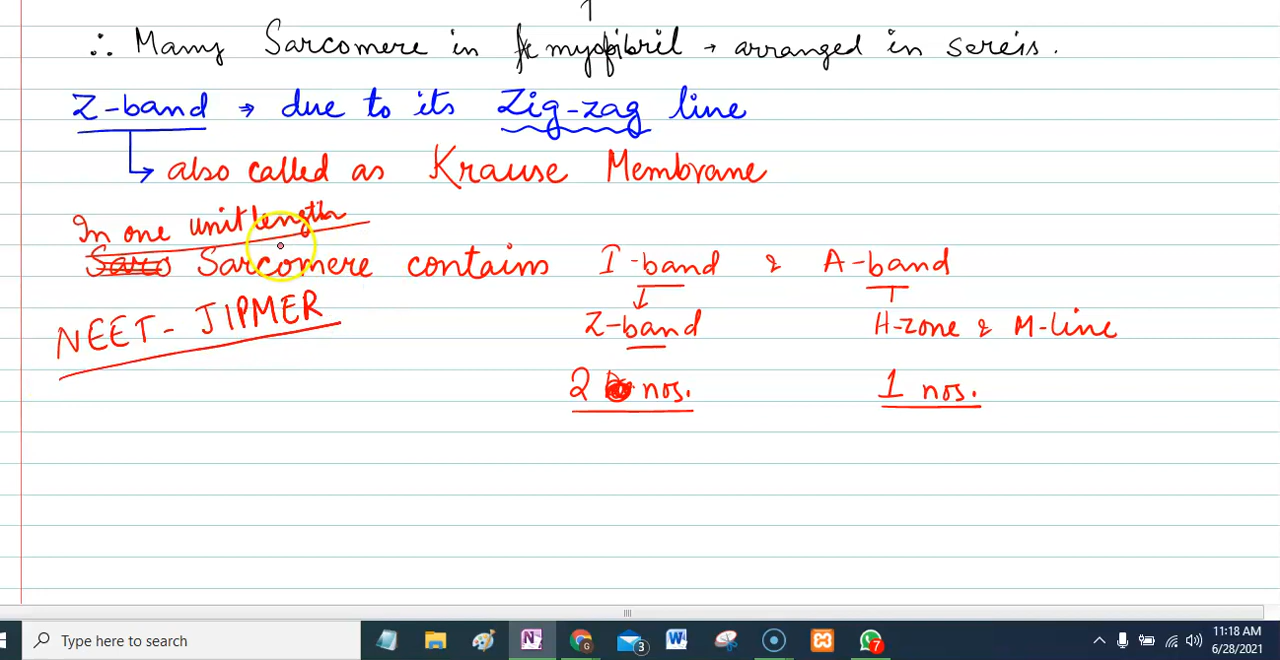 ∴ Many Sarcomere in myofibril → arranged in sereis.
Z-band → due to its Zig-zag line
↳ also called as Krause Membrane
In one unit length
Sarcomere contains I-band & A-band
NEET - JIPMER
Z-band H-zone & M-line
2 nos. 1 nos.
Type here to search
3
7
11:18 AM
6/28/2021